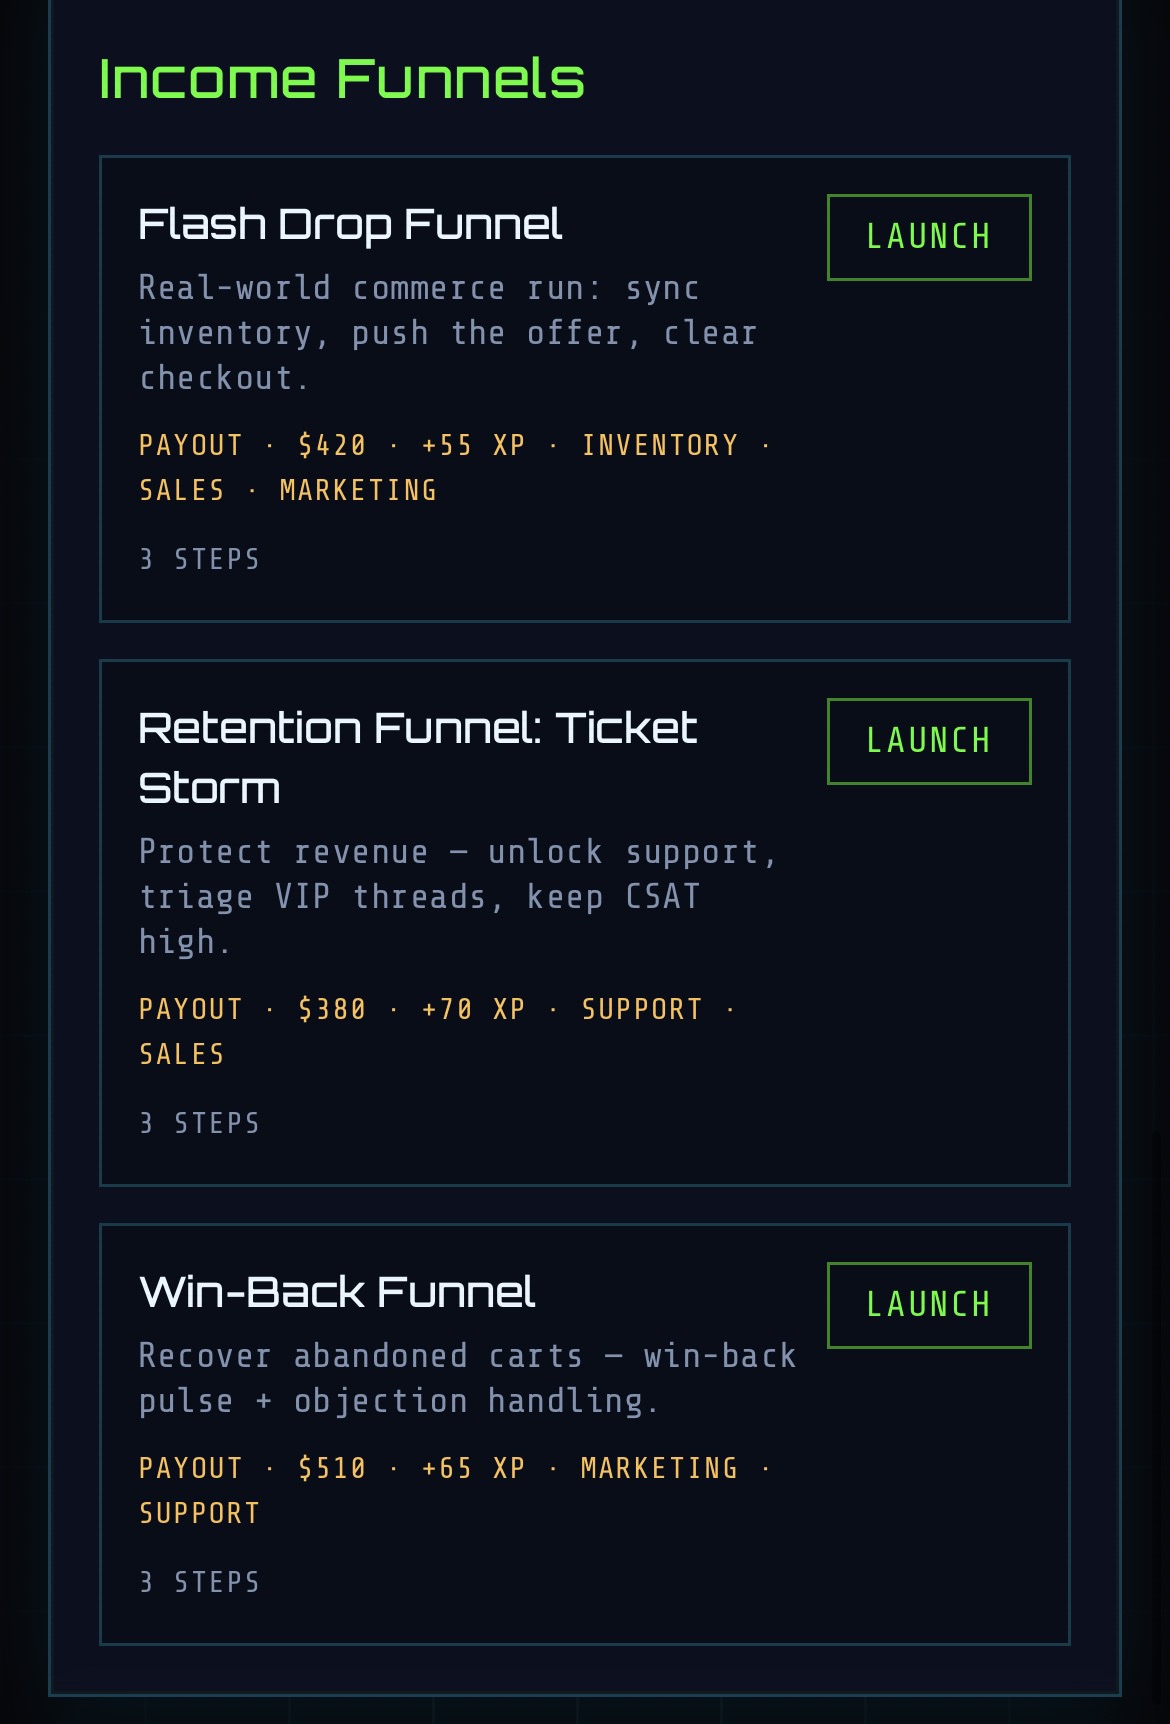 Income Funnels
Flash Drop Funnel
LAUNCH
Real-world commerce run: sync
inventory, push the offer, clear
checkout.
PAYOUT · $420 · +55 XP · INVENTORY ·
SALES · MARKETING
3 STEPS
Retention Funnel: Ticket
Storm
LAUNCH
Protect revenue — unlock support,
triage VIP threads, keep CSAT
high.
PAYOUT · $380 · +70 XP · SUPPORT ·
SALES
3 STEPS
Win-Back Funnel
LAUNCH
Recover abandoned carts — win-back
pulse + objection handling.
PAYOUT · $510 · +65 XP · MARKETING ·
SUPPORT
3 STEPS